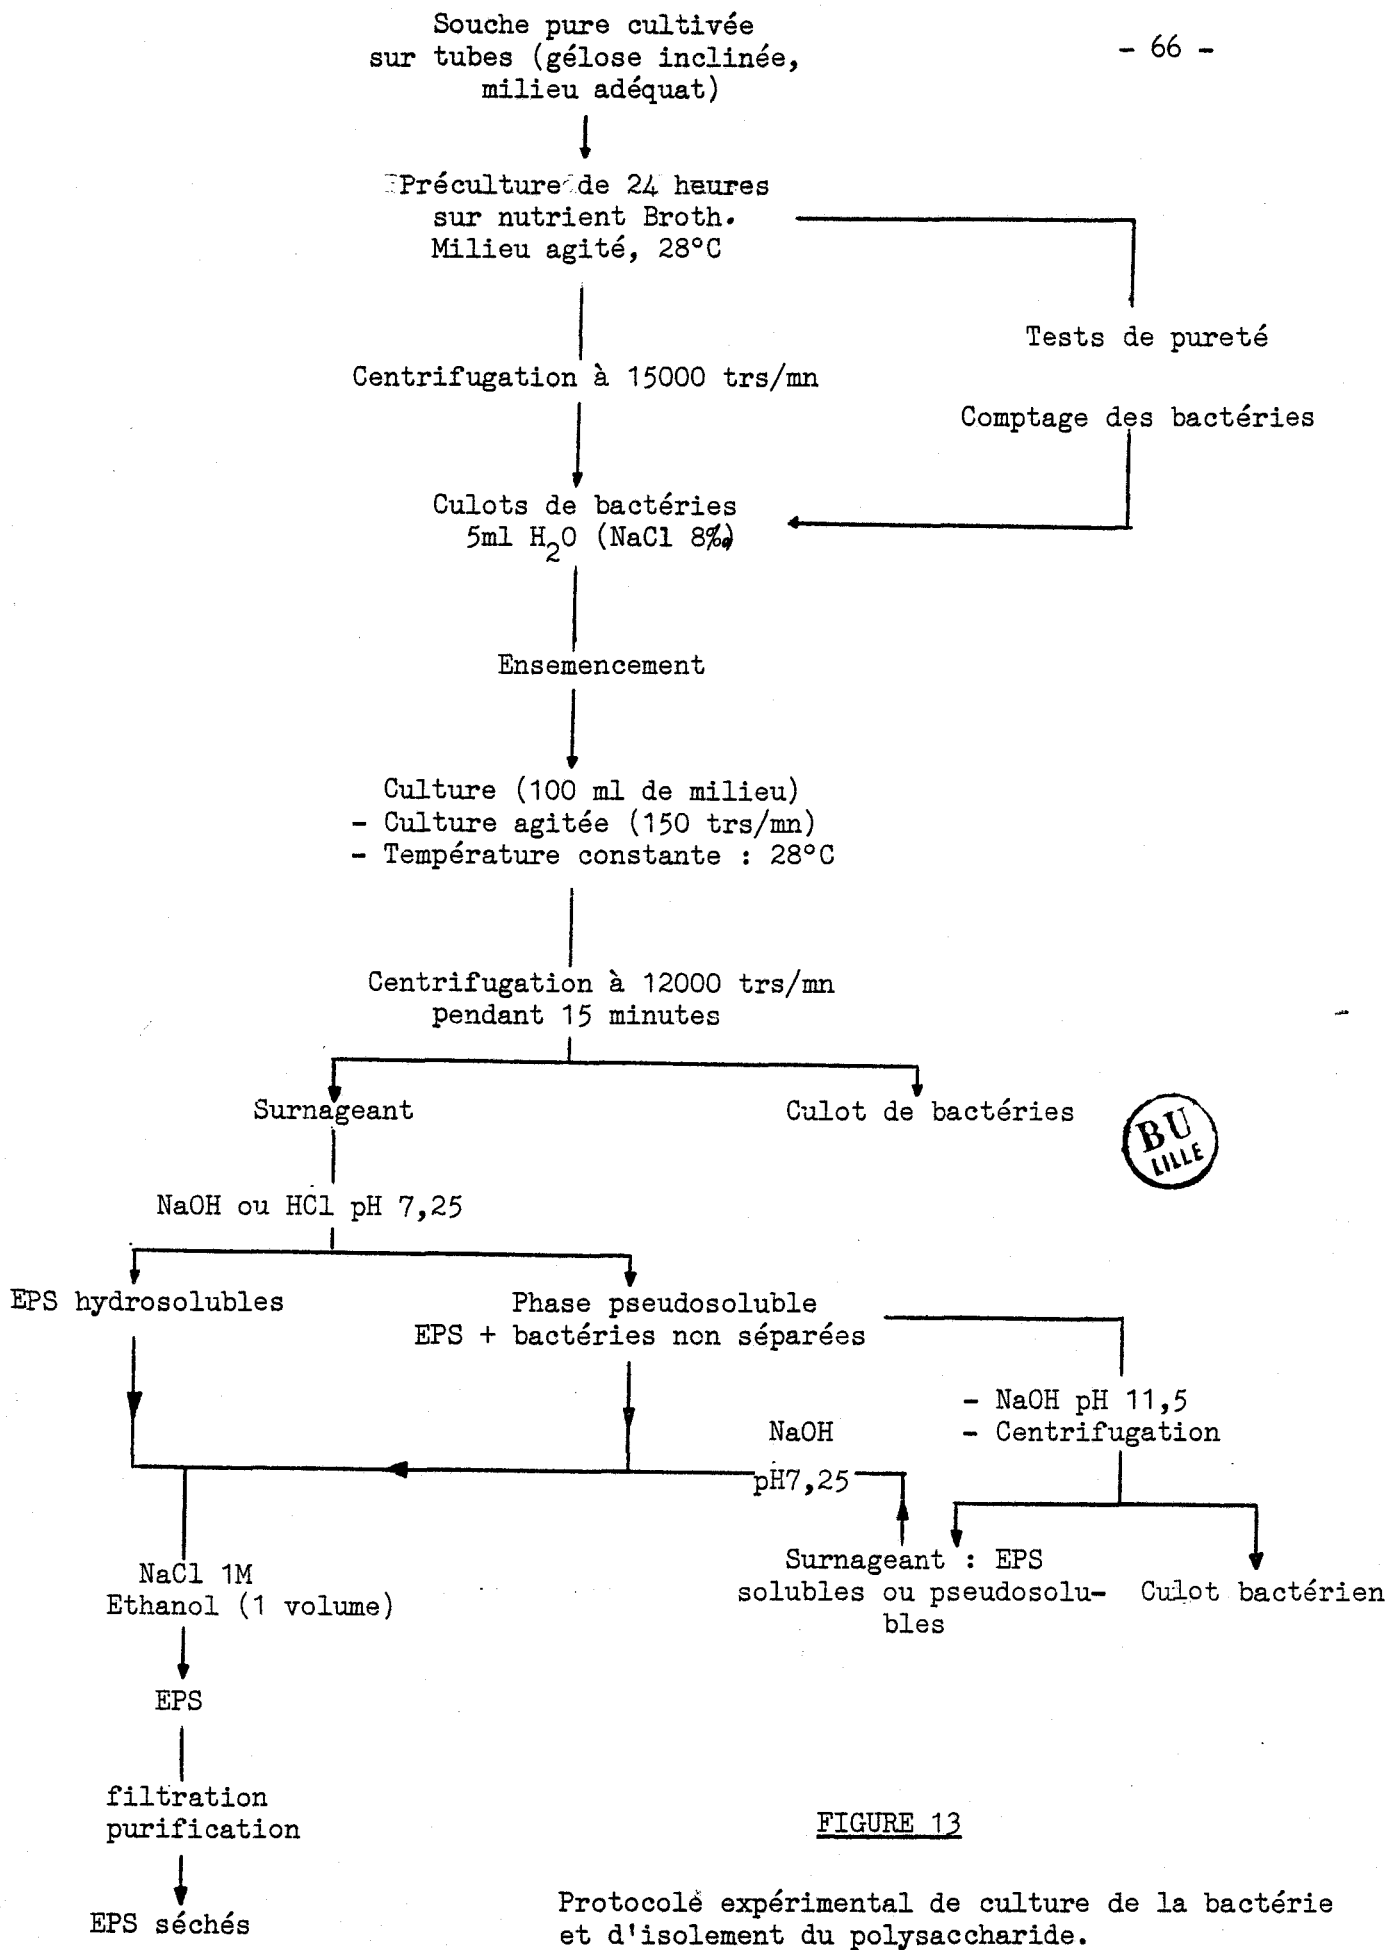 Souche pure cultivée
sur tubes (gélose inclinée,
milieu adéquat)
- 66 -
Préculture de 24 heures
sur nutrient Broth.
Milieu agité, 28°C
Tests de pureté
Centrifugation à 15000 trs/mn
Comptage des bactéries
Culots de bactéries
5ml H2O (NaCl 8‰)
Ensemencement
Culture (100 ml de milieu)
- Culture agitée (150 trs/mn)
- Température constante : 28°C
Centrifugation à 12000 trs/mn
pendant 15 minutes
Surnageant
Culot de bactéries
BU
LILLE
NaOH ou HCl pH 7,25
EPS hydrosolubles
Phase pseudosoluble
EPS + bactéries non séparées
- NaOH pH 11,5
- Centrifugation
NaOH
pH7,25
Surnageant : EPS
solubles ou pseudosolu-
bles
Culot bactérien
NaCl 1M
Ethanol (1 volume)
EPS
filtration
purification
EPS séchés
FIGURE 13
Protocole expérimental de culture de la bactérie
et d'isolement du polysaccharide.